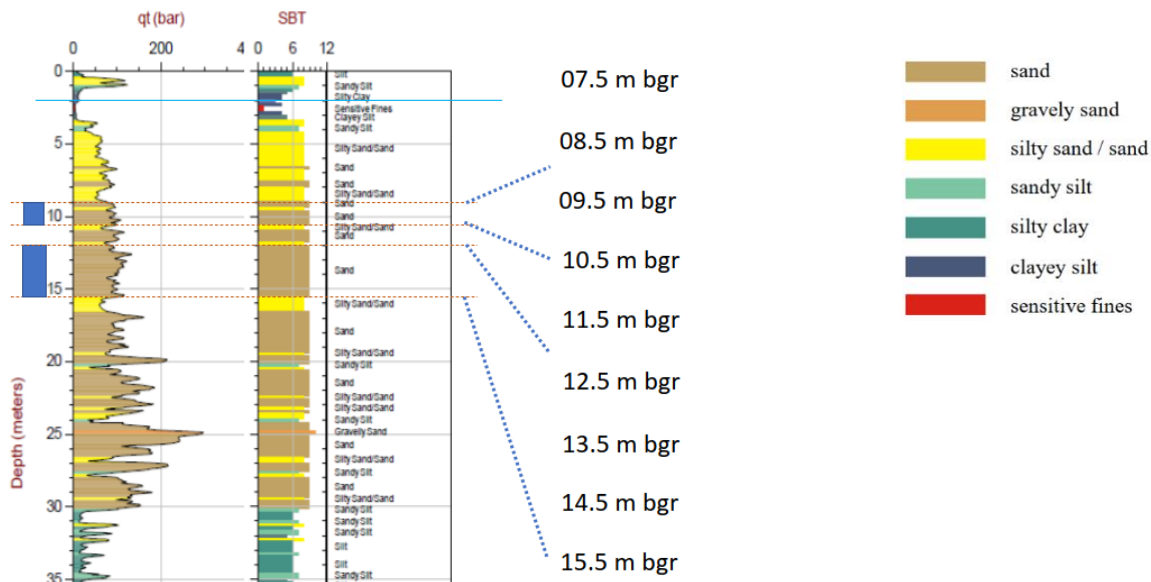 qt (bar)
SBT
0
200
4
0
6
12
Depth (meters)
0
5
10
15
20
25
30
35
Silt
Sandy Silt
Silty Clay
Sensitive Fines
Clayey Silt
Sandy Silt
Silty Sand/Sand
Sand
Sand
Silty Sand/Sand
Sand
Sand
Silty Sand/Sand
Sand
Sand
Silty Sand/Sand
Sand
Silty Sand/Sand
Sandy Silt
Sand
Silty Sand/Sand
Silty Sand/Sand
Sandy Silt
Gravelly Sand
Sand
Silty Sand/Sand
Sandy Silt
Sand
Silty Sand/Sand
Sandy Silt
Sandy Silt
Sandy Silt
Silt
Silt
Sandy Silt
07.5 m bgr
08.5 m bgr
09.5 m bgr
10.5 m bgr
11.5 m bgr
12.5 m bgr
13.5 m bgr
14.5 m bgr
15.5 m bgr
sand
gravely sand
silty sand / sand
sandy silt
silty clay
clayey silt
sensitive fines